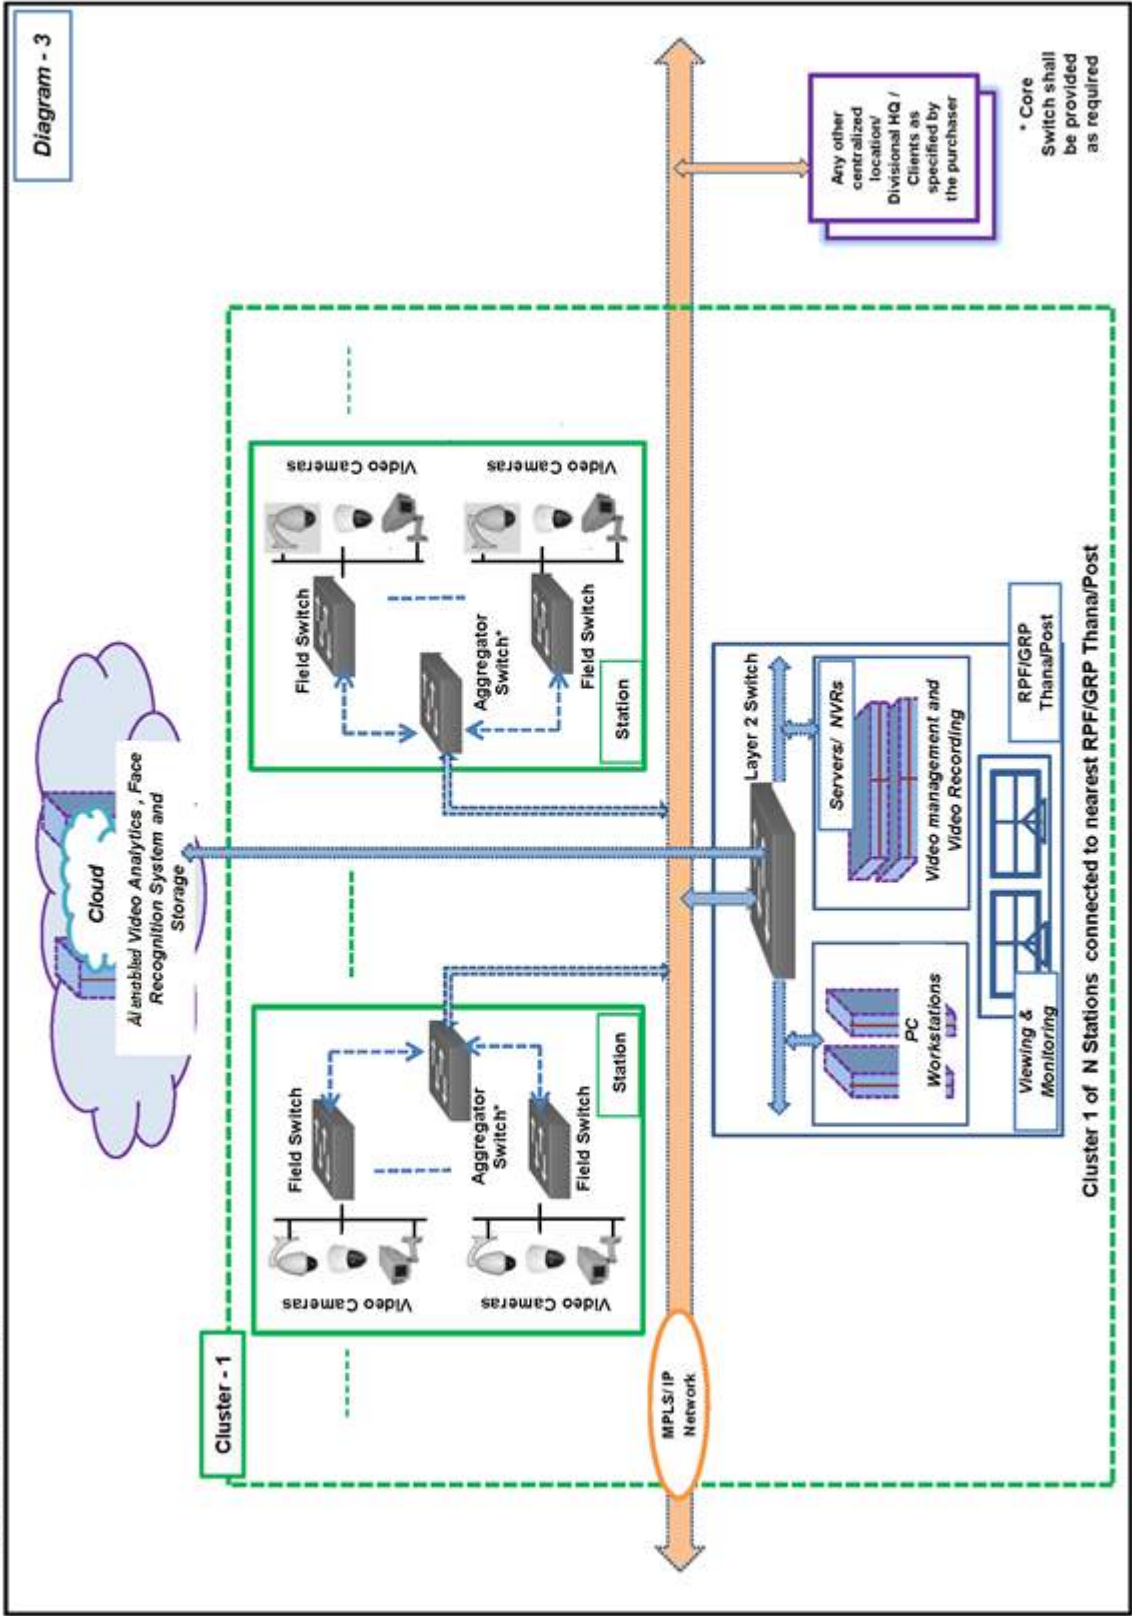 Diagram - 3
Cloud
AI enabled Video Analytics , Face
Recognition System and
Storage
Cluster - 1
Field Switch
Video Cameras
Aggregator
Switch*
Video Cameras
Field Switch
Station
Field Switch
Video Cameras
Aggregator
Switch*
Video Cameras
Field Switch
Station
MPLS/ IP
Network
Any other
centralized
location/
Divisional HQ /
Clients as
specified by
the purchaser
* Core
Switch shall
be provided
as required
Layer 2 Switch
PC
Workstations
Servers/ NVRs
Video management and
Video Recording
Viewing &
Monitoring
RPF/GRP
Thana/Post
Cluster 1 of N Stations connected to nearest RPF/GRP Thana/Post